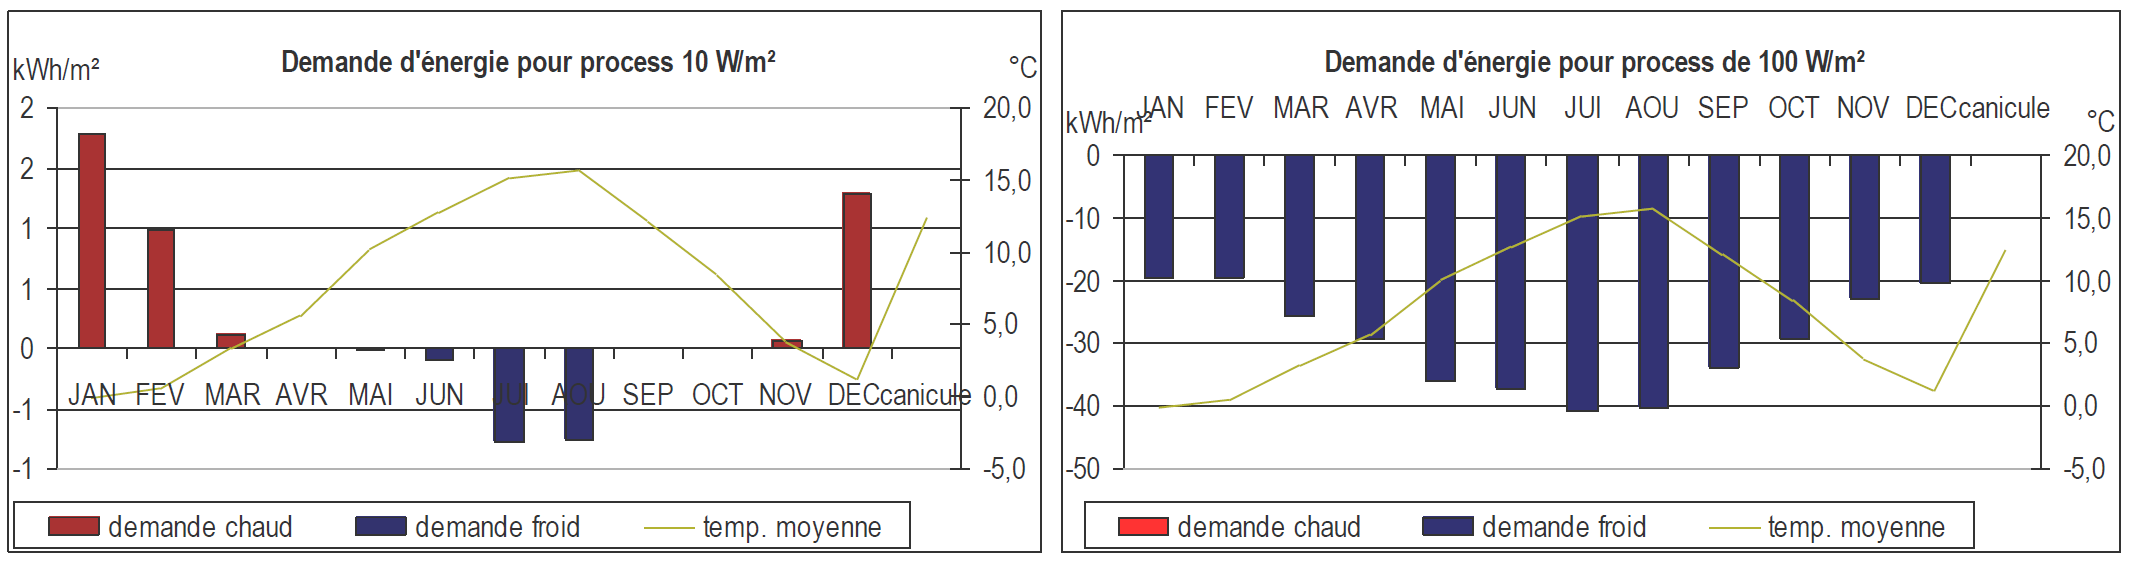 Demande d'énergie pour process 10 W/m²
kWh/m²
°C
2
2
1
1
0
-1
-1
20,0
15,0
10,0
5,0
0,0
-5,0
JAN FEV MAR AVR MAI JUN JUI AOU SEP OCT NOV DEC canicule
demande chaud demande froid temp. moyenne
Demande d'énergie pour process de 100 W/m²
JAN FEV MAR AVR MAI JUN JUI AOU SEP OCT NOV DEC canicule
kWh/m²
°C
0
-10
-20
-30
-40
-50
20,0
15,0
10,0
5,0
0,0
-5,0
demande chaud demande froid temp. moyenne